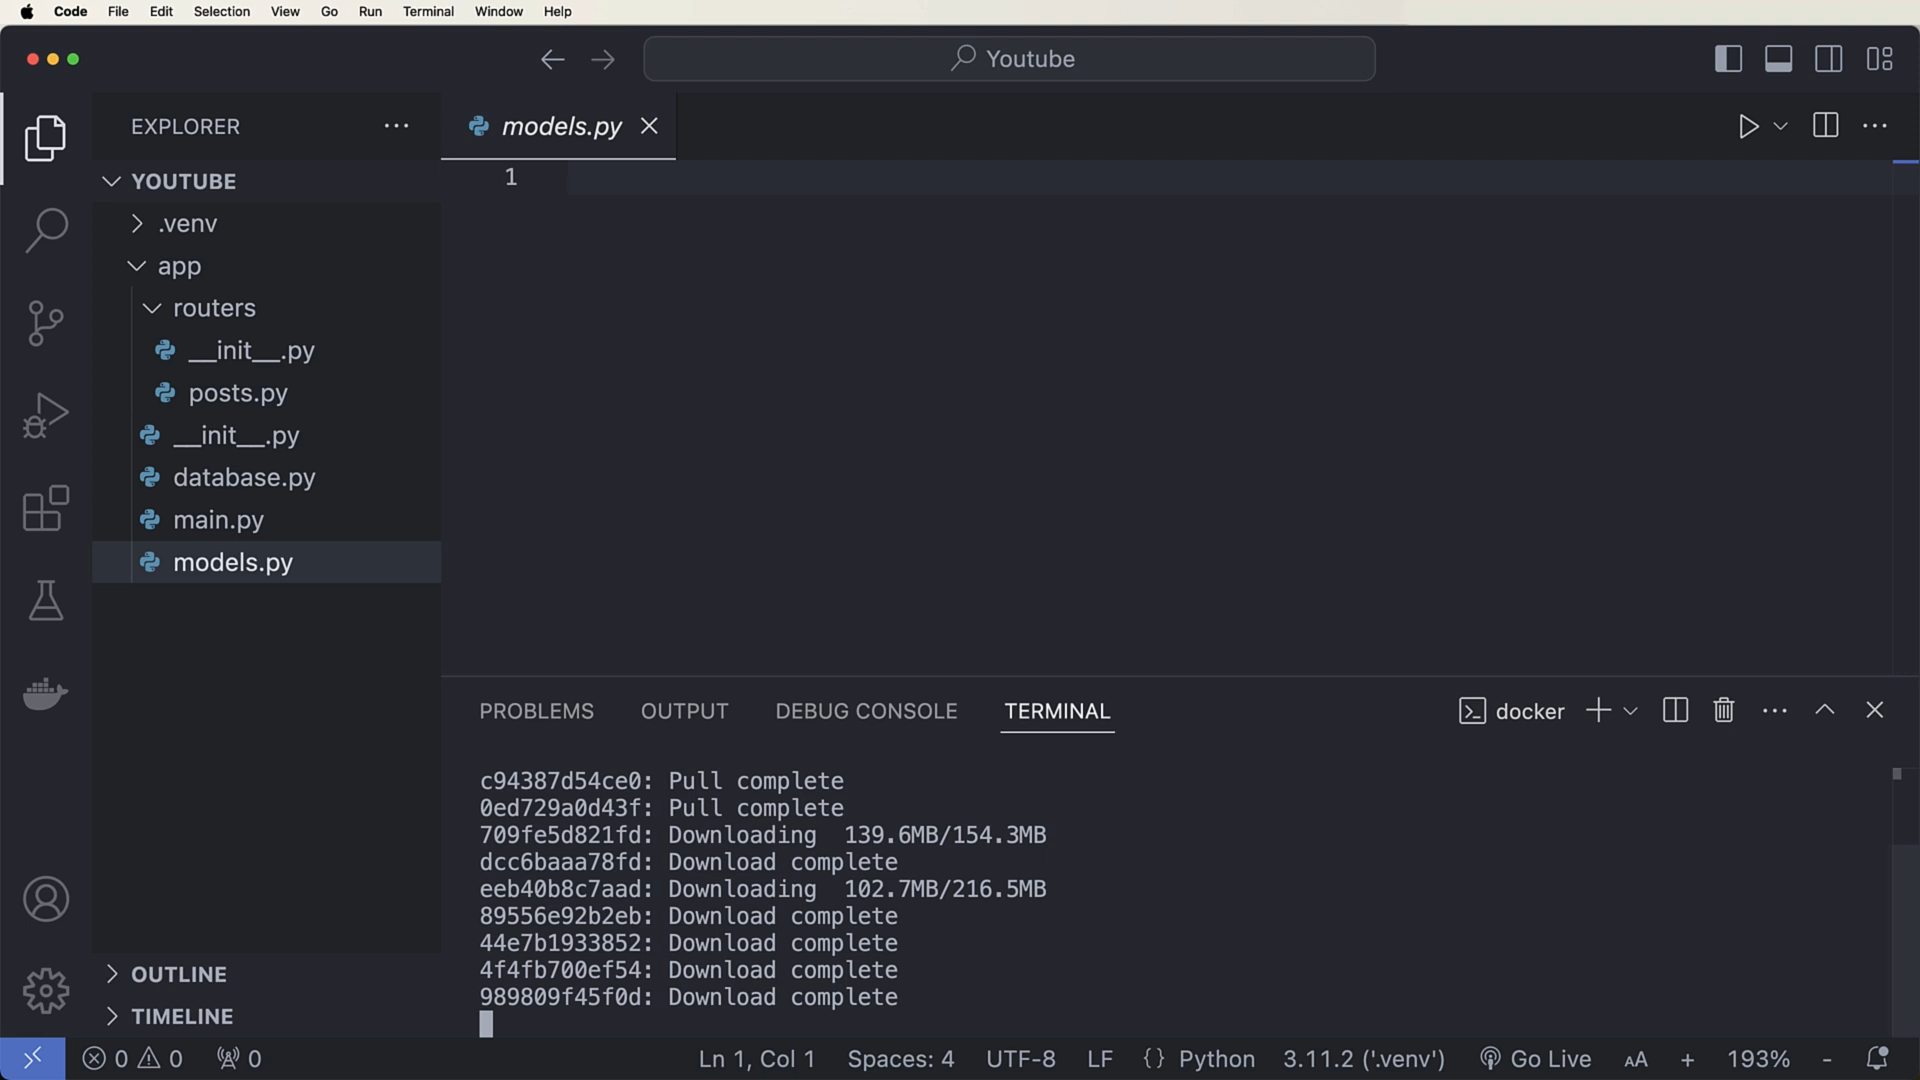 Code File Edit Selection View Go Run Terminal Window Help
Youtube
EXPLORER
models.py
YOUTUBE
1
.venv
app
routers
__init__.py
posts.py
__init__.py
database.py
main.py
models.py
PROBLEMS OUTPUT DEBUG CONSOLE TERMINAL
docker
c94387d54ce0: Pull complete
0ed729a0d43f: Pull complete
709fe5d821fd: Downloading 139.6MB/154.3MB
dcc6baaa78fd: Download complete
eeb40b8c7aad: Downloading 102.7MB/216.5MB
89556e92b2eb: Download complete
44e7b1933852: Download complete
4f4fb700ef54: Download complete
989809f45f0d: Download complete
OUTLINE
TIMELINE
0 0 0 Ln 1, Col 1 Spaces: 4 UTF-8 LF {} Python 3.11.2 ('.venv') Go Live AA + 193% -